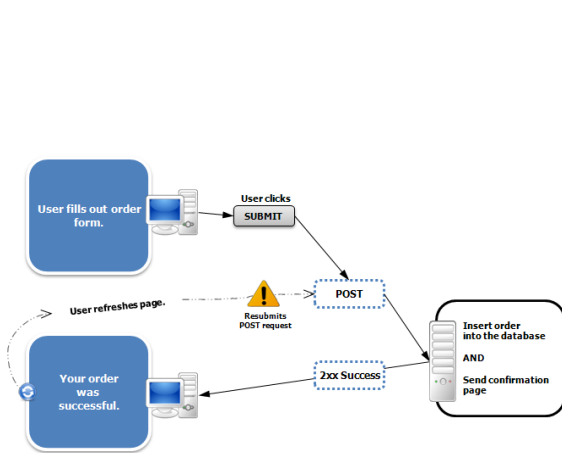 User fills out order
form.
User clicks
SUBMIT
POST
User refreshes page.
Resubmits
POST request
Insert order
into the database
AND
Send confirmation
page
2xx Success
Your order
was
successful.